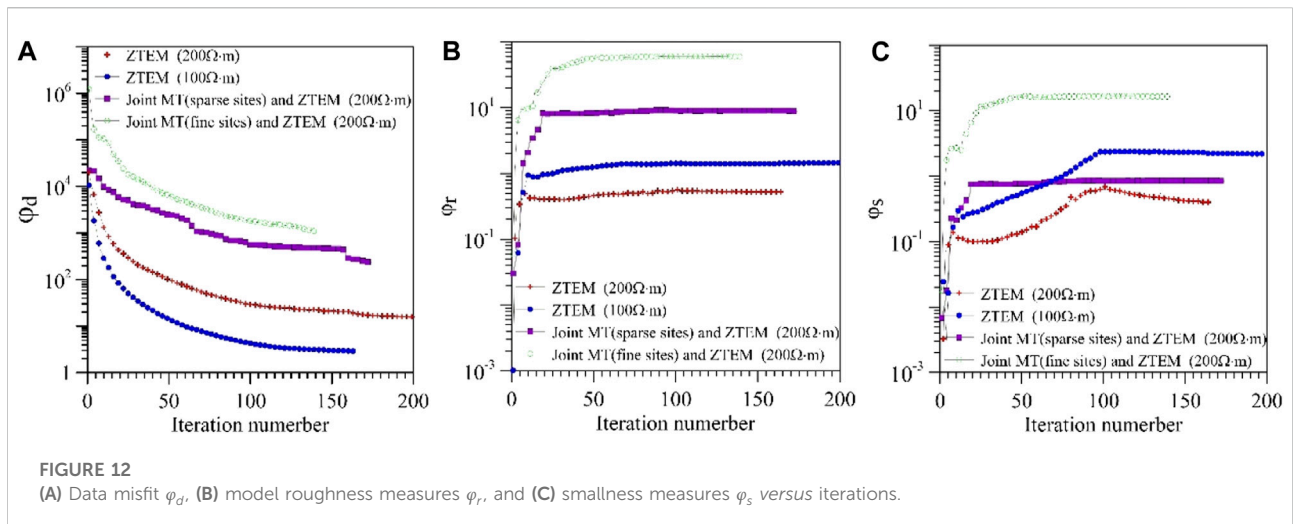 A
ZTEM (200Ω·m)
ZTEM (100Ω·m)
Joint MT(sparse sites) and ZTEM (200Ω·m)
Joint MT(fine sites) and ZTEM (200Ω·m)
10^6
10^4
10^2
1
φd
0 50 100 150 200
Iteration numerber
B
10^1
10^-1
10^-3
φr
ZTEM (200Ω·m)
ZTEM (100Ω·m)
Joint MT(sparse sites) and ZTEM (200Ω·m)
Joint MT(fine sites) and ZTEM (200Ω·m)
0 50 100 150 200
Iteration numerber
C
10^1
10^-1
10^-3
φs
ZTEM (200Ω·m)
ZTEM (100Ω·m)
Joint MT(sparse sites) and ZTEM (200Ω·m)
Joint MT(fine sites) and ZTEM (200Ω·m)
0 50 100 150 200
Iteration numerber
FIGURE 12
(A) Data misfit φd, (B) model roughness measures φr, and (C) smallness measures φs versus iterations.